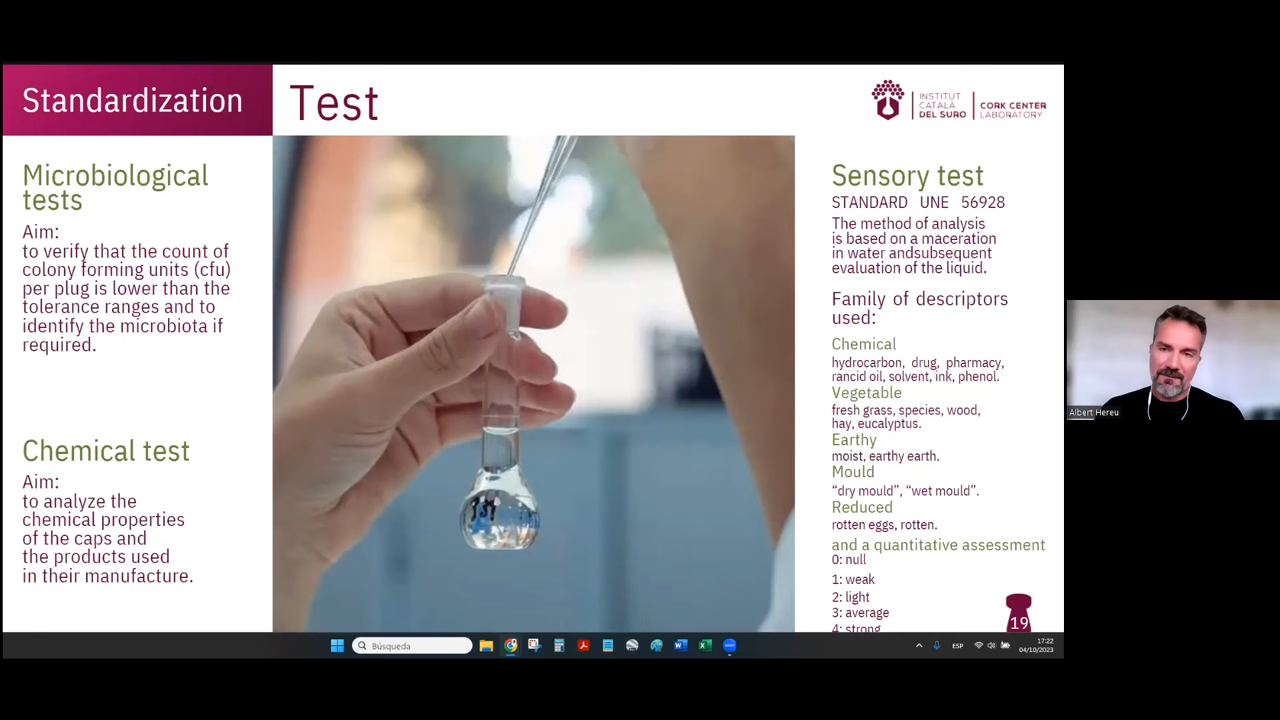 Standardization
Test
INSTITUT
CATALÀ
DEL SURO
CORK CENTER
LABORATORY
Microbiological
tests
Aim:
to verify that the count of
colony forming units (cfu)
per plug is lower than the
tolerance ranges and to
identify the microbiota if
required.
Chemical test
Aim:
to analyze the
chemical properties
of the caps and
the products used
in their manufacture.
Sensory test
STANDARD UNE 56928
The method of analysis
is based on a maceration
in water andsubsequent
evaluation of the liquid.
Family of descriptors
used:
Chemical
hydrocarbon, drug, pharmacy,
rancid oil, solvent, ink, phenol.
Vegetable
fresh grass, species, wood,
hay, eucalyptus.
Earthy
moist, earthy earth.
Mould
“dry mould”, “wet mould”.
Reduced
rotten eggs, rotten.
and a quantitative assessment
0: null
1: weak
2: light
3: average
4: strong
19
Albert Hereu
Búsqueda
ESP
17:22
04/10/2023